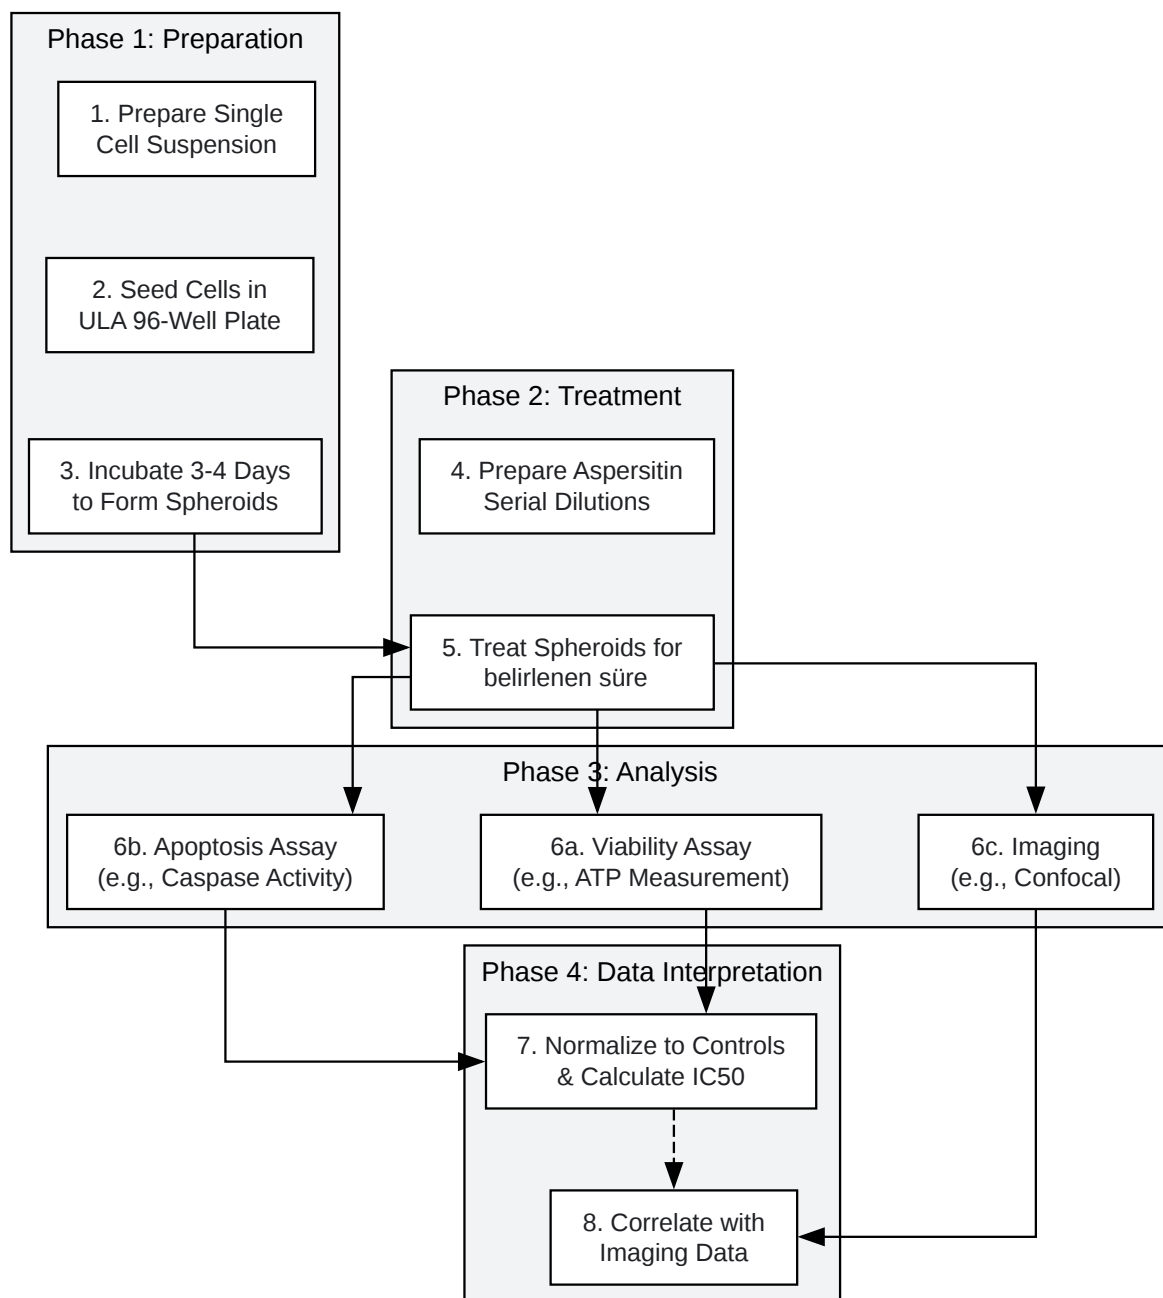 Phase 1: Preparation
1. Prepare Single
Cell Suspension
2. Seed Cells in
ULA 96-Well Plate
3. Incubate 3-4 Days
to Form Spheroids
Phase 2: Treatment
4. Prepare Aspersitin
Serial Dilutions
5. Treat Spheroids for
belirlenen süre
Phase 3: Analysis
6b. Apoptosis Assay
(e.g., Caspase Activity)
6a. Viability Assay
(e.g., ATP Measurement)
6c. Imaging
(e.g., Confocal)
Phase 4: Data Interpretation
7. Normalize to Controls
& Calculate IC50
8. Correlate with
Imaging Data